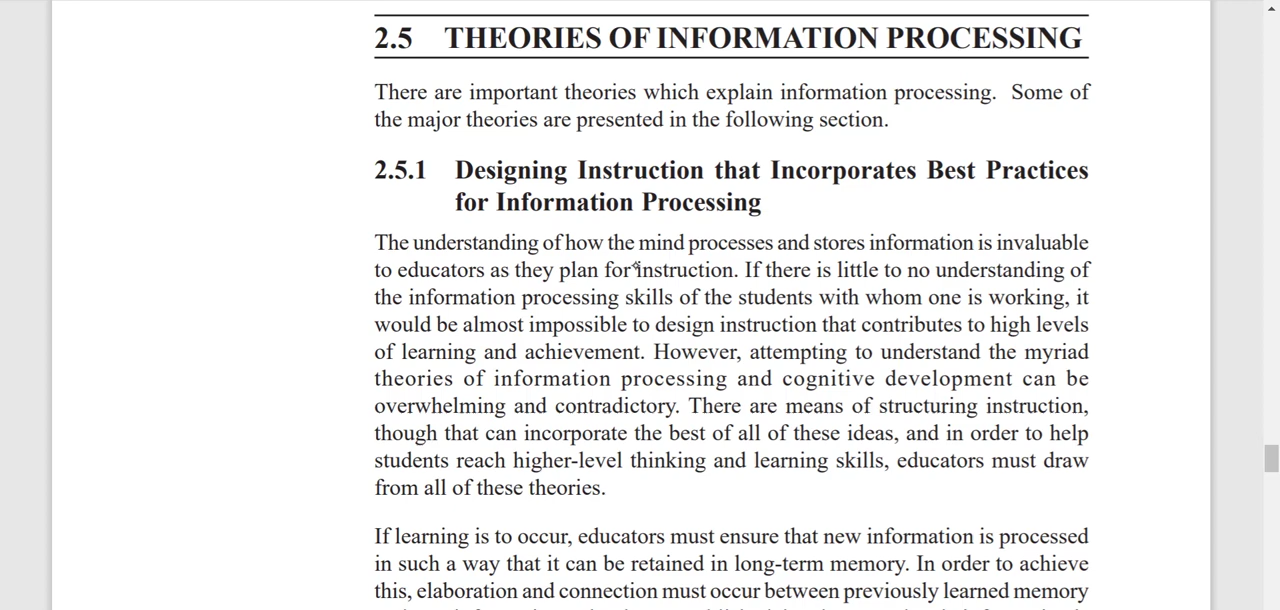 2.5 THEORIES OF INFORMATION PROCESSING
There are important theories which explain information processing. Some of
the major theories are presented in the following section.
2.5.1 Designing Instruction that Incorporates Best Practices
for Information Processing
The understanding of how the mind processes and stores information is invaluable
to educators as they plan for instruction. If there is little to no understanding of
the information processing skills of the students with whom one is working, it
would be almost impossible to design instruction that contributes to high levels
of learning and achievement. However, attempting to understand the myriad
theories of information processing and cognitive development can be
overwhelming and contradictory. There are means of structuring instruction,
though that can incorporate the best of all of these ideas, and in order to help
students reach higher-level thinking and learning skills, educators must draw
from all of these theories.
If learning is to occur, educators must ensure that new information is processed
in such a way that it can be retained in long-term memory. In order to achieve
this, elaboration and connection must occur between previously learned memory